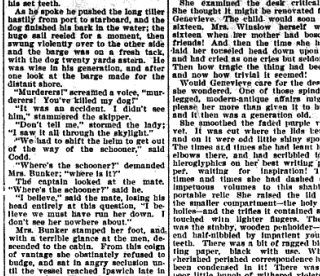 his set teeth.
As he spoke he pushed the long tiller
hastily from port to starboard, and the
dog finished his bark in the water; the
huge sail reeled for a moment, then
swung violently over to the other side
and the barge was on a fresh tack,
with the dog twenty yards astern. He
was wise in his generation, and after
one look at the barge made for the
distant shore.
"Murderers!" screamed a voice, "mur-
derers! You've killed my dog!"
"It was an accident. I didn't see
him," stammered the skipper.
"Don't tell me," stormed the lady;
"I saw it all through the skylight."
"We had to shift the helm to get out
of the way of the schooner," said
Codd.
"Where's the schooner?" demanded
Mrs. Bunker; "where is it?"
The captain looked at the mate.
"Where's the schooner?" said he.
"I believe," said the mate, losing his
head entirely at this question, "I be-
lieve we must have run her down. I
don't see her nowhere about."
Mrs. Bunker stamped her foot, and,
with a terrible glance at the men, de-
scended to the cabin. From this coign
of vantage she obstinately refused to
budge, and sat in angry seclusion un-
til the vessel reached Ipswich late in
She examined the desk critical
She thought it might be renovated f
Genevieve. The child would soon
sixteen. Mrs. Winslow herself w
sixteen when her mother had
friend! And then the time she h
laid her tousled head down upon
and had cried as one cries but seldo
Then how tragic the thing had be
and now how trivial it seemed!
Would Genevieve care for the de
she wondered. One of those spind
legged, modern-antique affairs
please her more than given it to
and it then was a generation old.
She smoothed the faded purple v
vet. It was cut where the lids
and on it were odd little shiny spo
The times and times she had leant
elbows there, and had scribbled
hieroglyphics on her best writing
per, waiting for inspiration!
times and times she had dashed
impetuous volumes to this
portable relic She raised the lid
the smaller compartment—the holy
holies—and the trifles it contained
touched with lighter fingers. The
was the stubby, wooden penholder—
end half-bitten by impatient you
teeth. There was a bit of ragged
ting paper, black with use. Wi
cherished perished correspondence
been condensed in it! There was